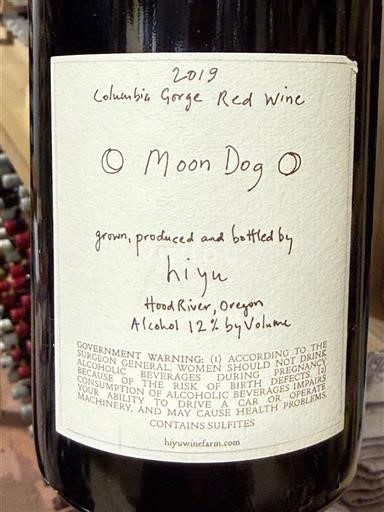 2019
Columbia Gorge Red Wine
Moon Dog
grown, produced and bottled by
hiyu
Hood River, Oregon
Alcohol 12% by Volume
GOVERNMENT WARNING: (1) ACCORDING TO THE
SURGEON GENERAL, WOMEN SHOULD NOT DRINK
ALCOHOLIC BEVERAGES DURING PREGNANCY
BECAUSE OF THE RISK OF BIRTH DEFECTS (2)
CONSUMPTION OF ALCOHOLIC BEVERAGES IMPAIRS
YOUR ABILITY TO DRIVE A CAR OR OPERATE
MACHINERY, AND MAY CAUSE HEALTH PROBLEMS.
CONTAINS SULFITES
hiyuwinefarm.com